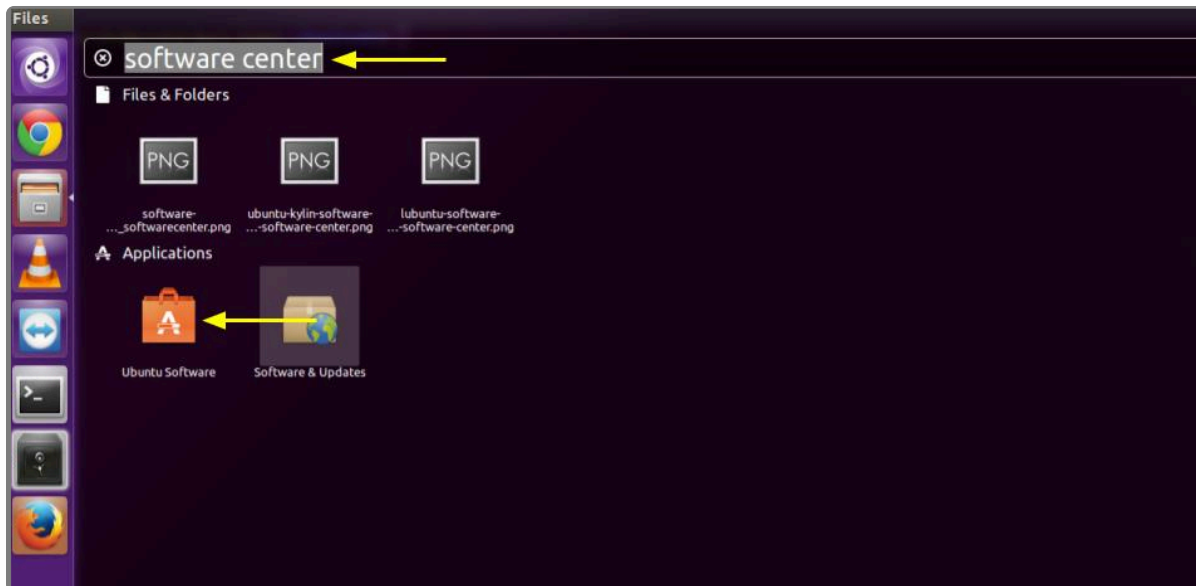 Files
software center
Files & Folders
PNG
PNG
PNG
software-
..._softwarecenter.png
ubuntu-kylin-software-
...-software-center.png
lubuntu-software-
...-software-center.png
Applications
Ubuntu Software
Software & Updates
>_